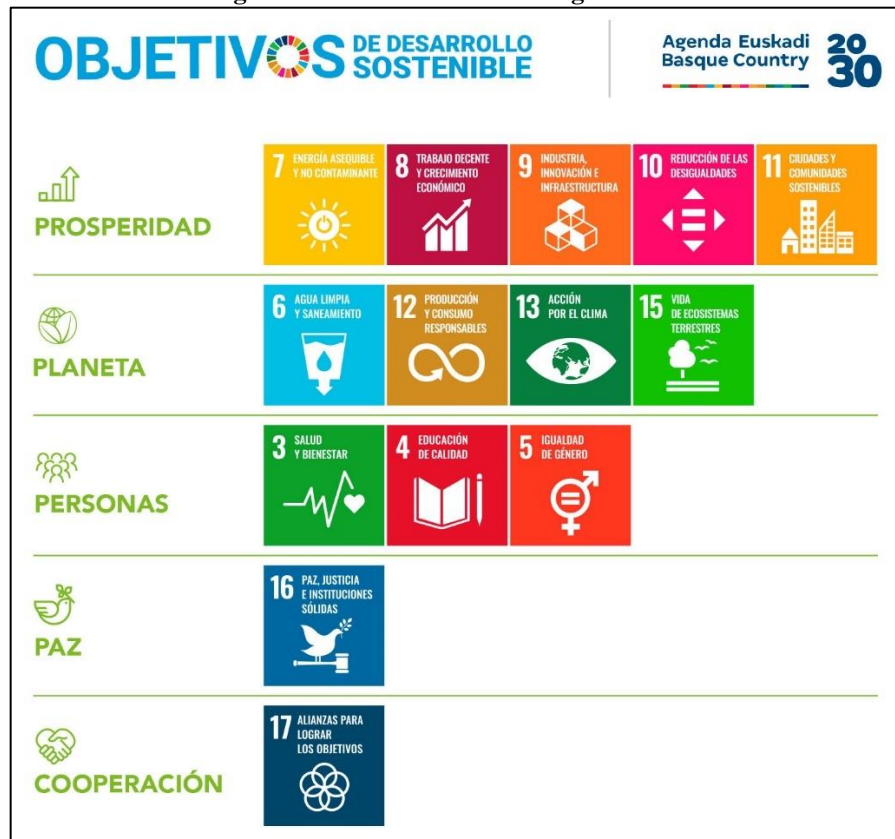 OBJETIVOS DE DESARROLLO
SOSTENIBLE
Agenda Euskadi
Basque Country
20
30
PROSPERIDAD
7 ENERGÍA ASEQUIBLE
Y NO CONTAMINANTE
8 TRABAJO DECENTE
Y CRECIMIENTO
ECONÓMICO
9 INDUSTRIA,
INNOVACIÓN E
INFRAESTRUCTURA
10 REDUCCIÓN DE LAS
DESIGUALDADES
11 CIUDADES Y
COMUNIDADES
SOSTENIBLES
PLANETA
6 AGUA LIMPIA
Y SANEAMIENTO
12 PRODUCCIÓN
Y CONSUMO
RESPONSABLES
13 ACCIÓN
POR EL CLIMA
15 VIDA
DE ECOSISTEMAS
TERRESTRES
PERSONAS
3 SALUD
Y BIENESTAR
4 EDUCACIÓN
DE CALIDAD
5 IGUALDAD
DE GÉNERO
PAZ
16 PAZ, JUSTICIA
E INSTITUCIONES
SÓLIDAS
COOPERACIÓN
17 ALIANZAS PARA
LOGRAR
LOS OBJETIVOS